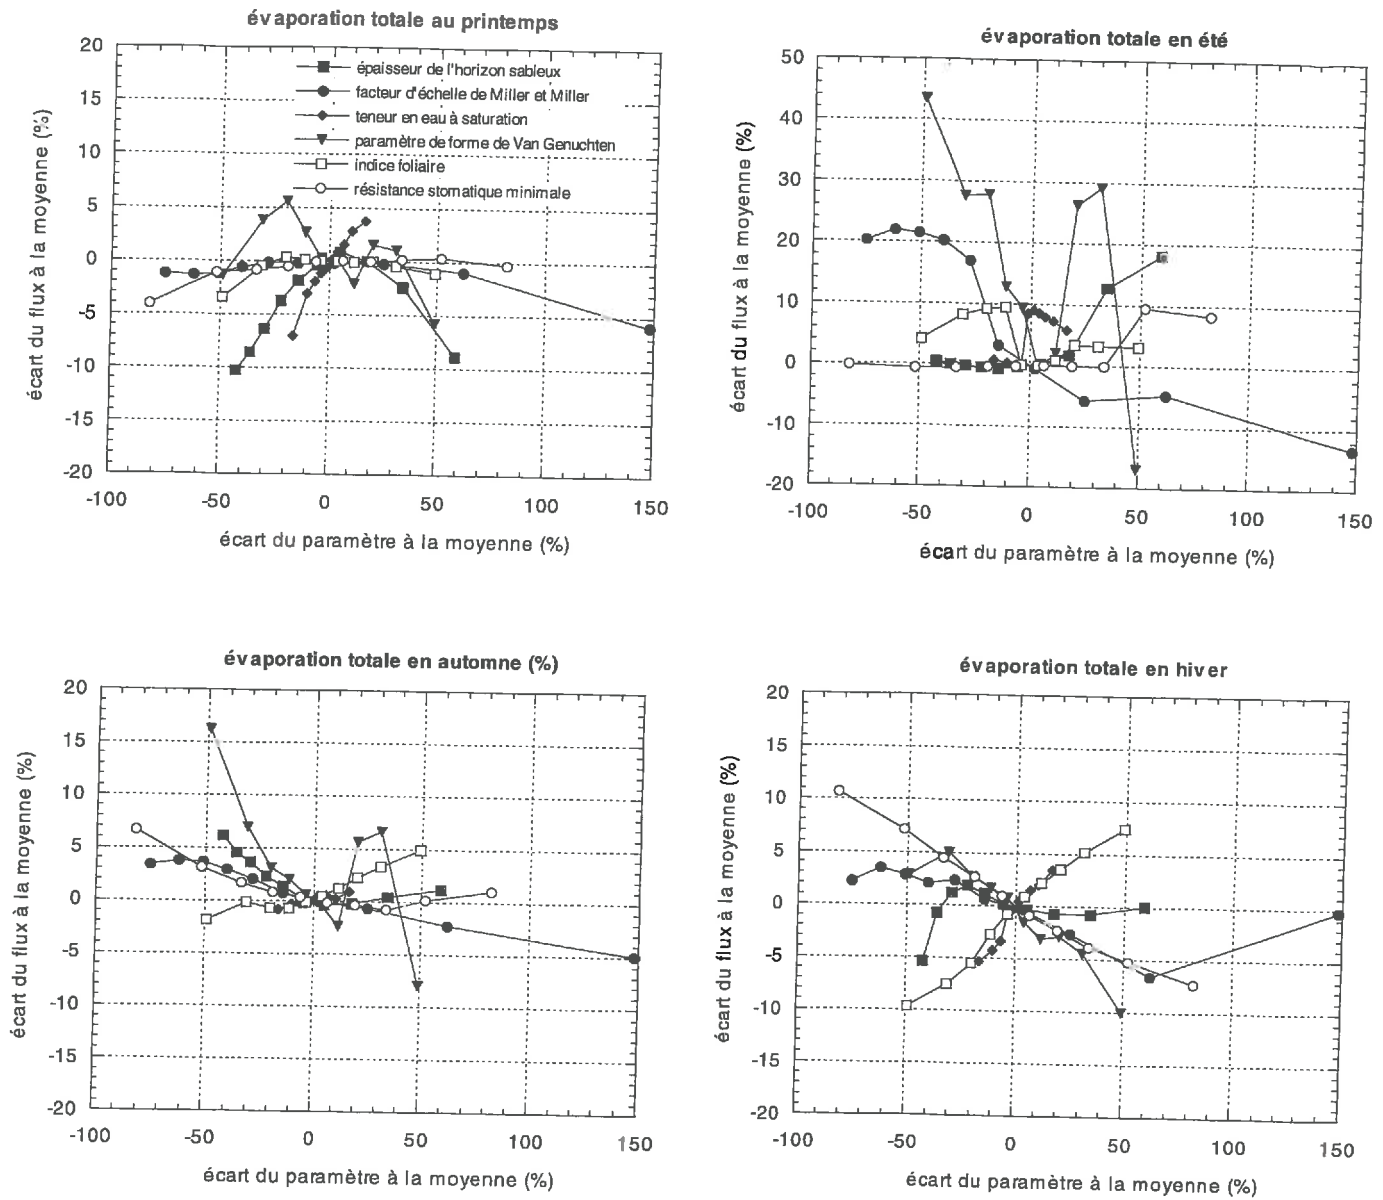 évaporation totale au printemps
20
15
10
5
0
-5
-10
-15
-20
écart du flux à la moyenne (%)
épaisseur de l'horizon sableux
facteur d'échelle de Miller et Miller
teneur en eau à saturation
paramètre de forme de Van Genuchten
indice foliaire
résistance stomatique minimale
-100 -50 0 50 100 150
écart du paramètre à la moyenne (%)
évaporation totale en été
50
40
30
20
10
0
-10
-20
écart du flux à la moyenne (%)
-100 -50 0 50 100 150
écart du paramètre à la moyenne (%)
évaporation totale en automne (%)
20
15
10
5
0
-5
-10
-15
-20
écart du flux à la moyenne (%)
-100 -50 0 50 100 150
écart du paramètre à la moyenne (%)
évaporation totale en hiver
20
15
10
5
0
-5
-10
-15
-20
écart du flux à la moyenne (%)
-100 -50 0 50 100 150
écart du paramètre à la moyenne (%)